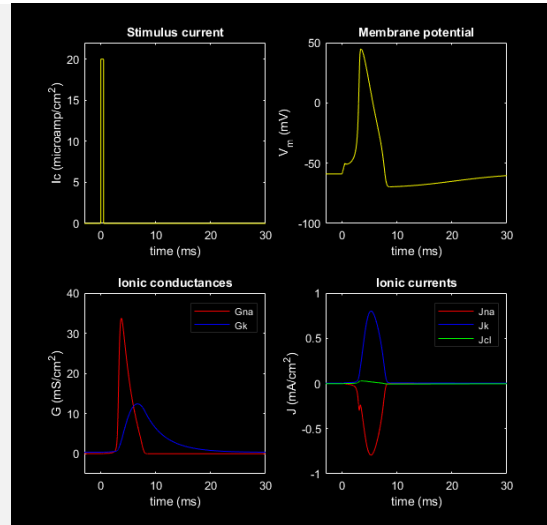 Stimulus current
20
15
10
5
0
Ic (microamp/cm²)
0 10 20 30
time (ms)
Membrane potential
50
0
-50
-100
Vm (mV)
0 10 20 30
time (ms)
Ionic conductances
40
30
20
10
0
G (mS/cm²)
Gna
Gk
0 10 20 30
time (ms)
Ionic currents
1
0.5
0
-0.5
-1
J (mA/cm²)
Jna
Jk
Jcl
0 10 20 30
time (ms)